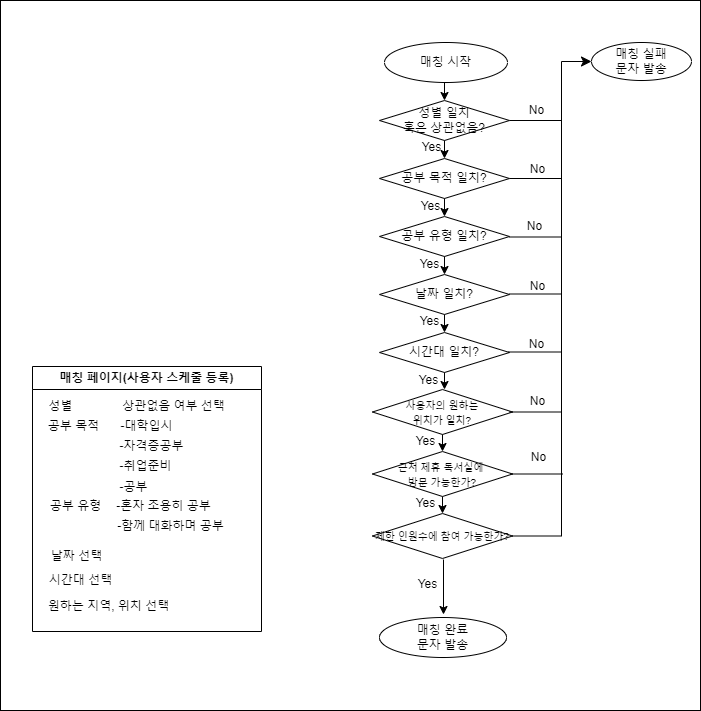 매칭 시작
매칭 실패
문자 발송
성별 일치
혹은 상관없음?
No
Yes
공부 목적 일치?
No
Yes
공부 유형 일치?
No
Yes
날짜 일치?
No
Yes
시간대 일치?
No
Yes
사용자의 원하는
위치가 일치?
No
Yes
근처 제휴 독서실에
방문 가능한가?
No
Yes
제한 인원수에 참여 가능한가?
Yes
매칭 완료
문자 발송
매칭 페이지(사용자 스케줄 등록)
성별 상관없음 여부 선택
공부 목적 -대학입시
-자격증공부
-취업준비
-공부
공부 유형 -혼자 조용히 공부
-함께 대화하며 공부
날짜 선택
시간대 선택
원하는 지역, 위치 선택